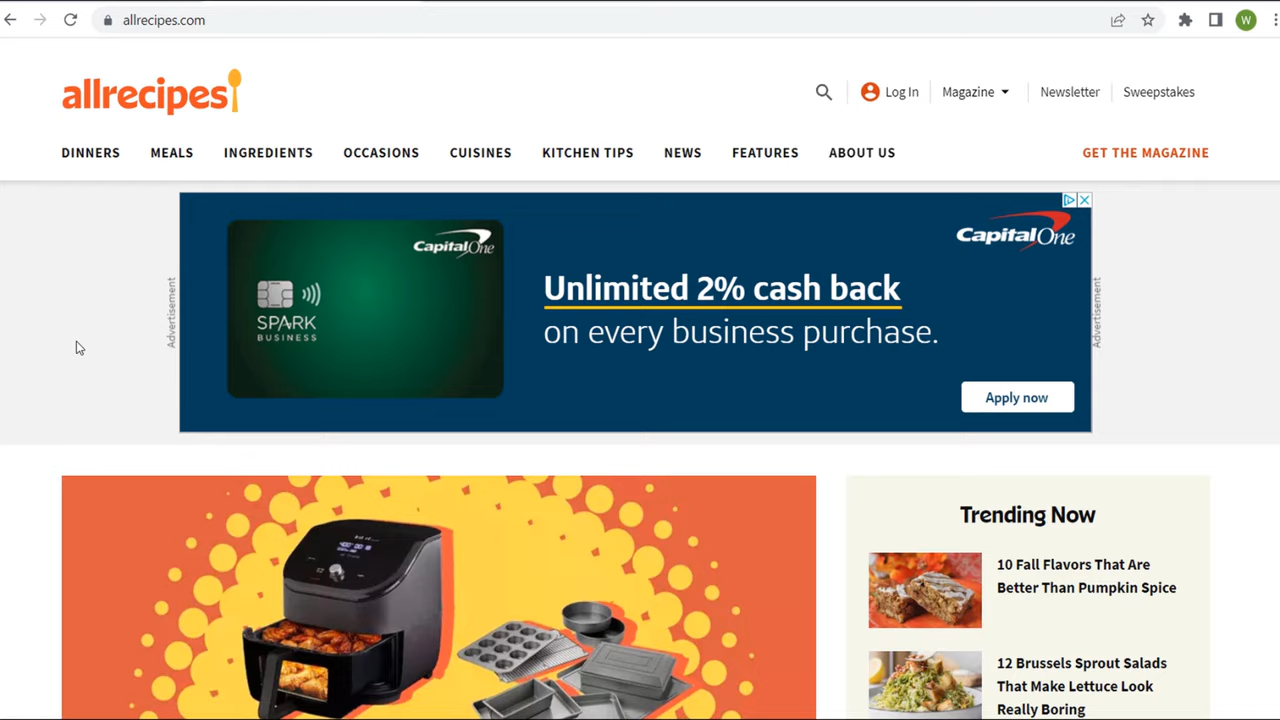 allrecipes.com
W
allrecipes
Log In
Magazine
Newsletter
Sweepstakes
DINNERS
MEALS
INGREDIENTS
OCCASIONS
CUISINES
KITCHEN TIPS
NEWS
FEATURES
ABOUT US
GET THE MAGAZINE
Advertisement
Capital One
SPARK
BUSINESS
Unlimited 2% cash back
on every business purchase.
Capital One
Apply now
Advertisement
Trending Now
10 Fall Flavors That Are
Better Than Pumpkin Spice
12 Brussels Sprout Salads
That Make Lettuce Look
Really Boring